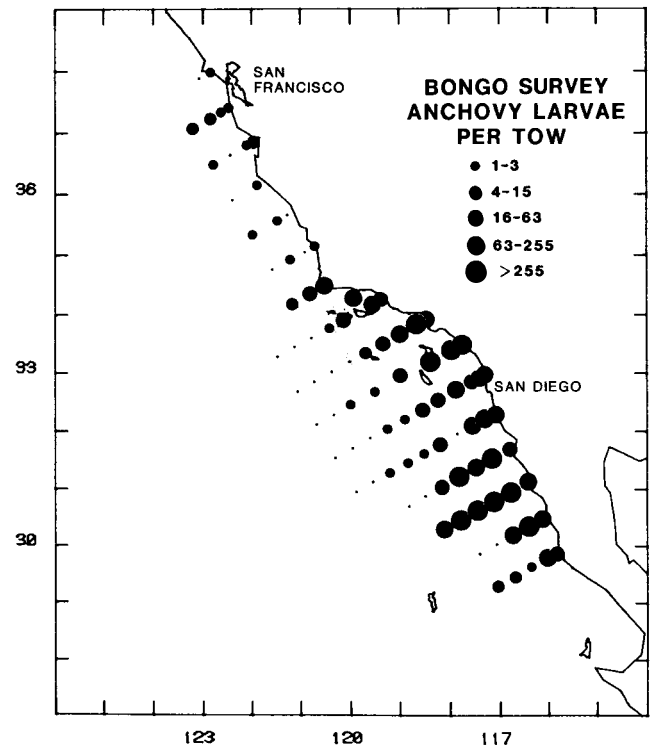 SAN
FRANCISCO
BONGO SURVEY
ANCHOVY LARVAE
PER TOW
1-3
4-15
16-63
63-255
>255
36
93
SAN DIEGO
30
123
120
117